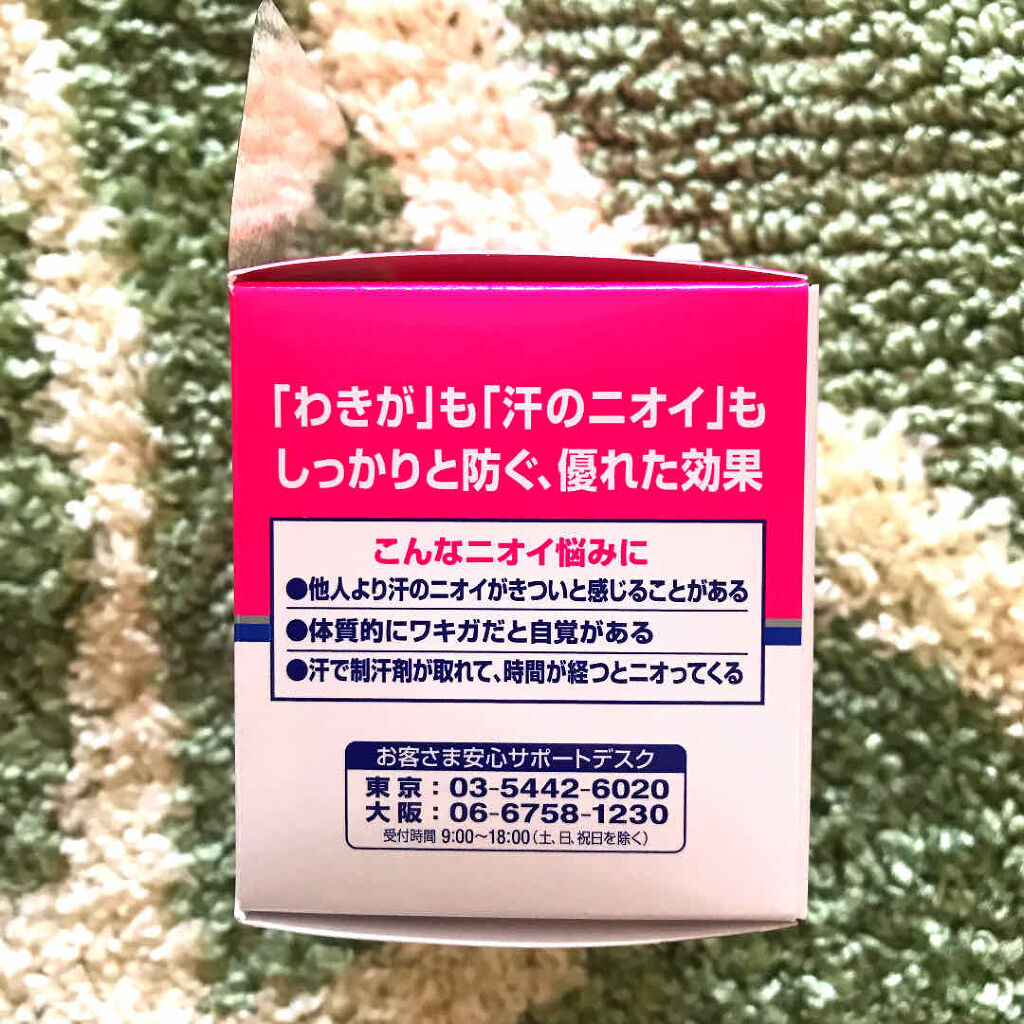 「わきが」も「汗のニオイ」も
しっかりと防ぐ、優れた効果
こんなニオイ悩みに
●他人より汗のニオイがきついと感じることがある
●体質的にワキガだと自覚がある
●汗で制汗剤が取れて、時間が経つとニオってくる
お客さま安心サポートデスク
東京：03-5442-6020
大阪：06-6758-1230
受付時間 9:00〜18:00（土、日、祝日を除く）